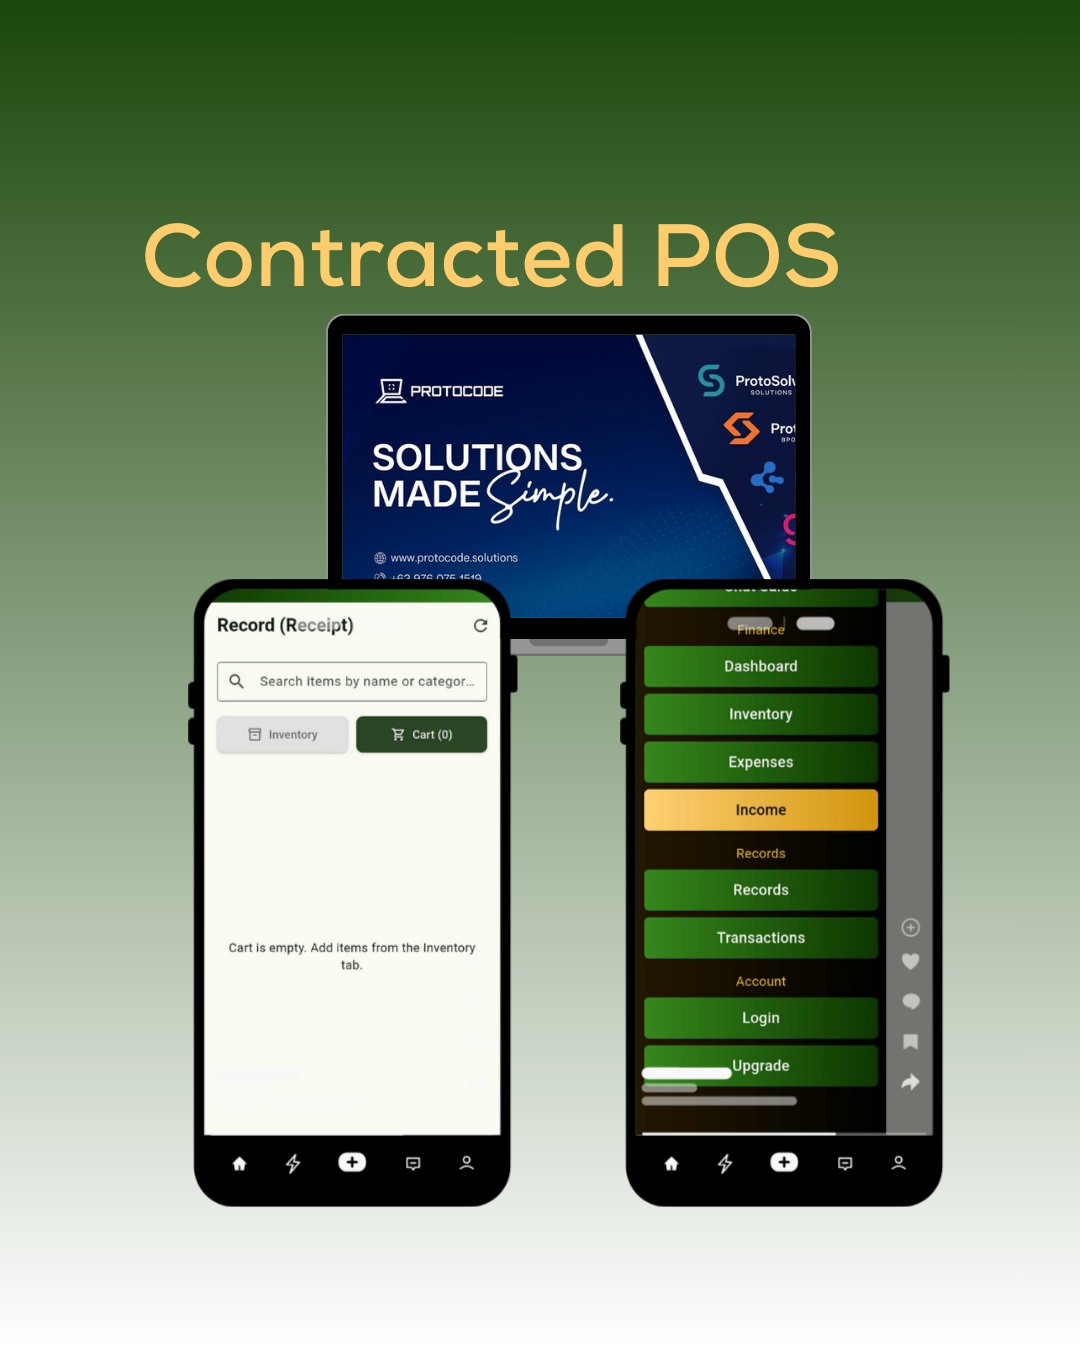 Contracted POS
PROTOCODE
SOLUTIONS
MADE Simple.
www.protocode.solutions
+63 976 075 1519
SOLUTIONS
BPO
Record (Receipt)
Search items by name or categor...
Inventory
Cart (0)
Cart is empty. Add items from the Inventory
tab.
Finance
Dashboard
Inventory
Expenses
Income
Records
Records
Transactions
Account
Login
Upgrade